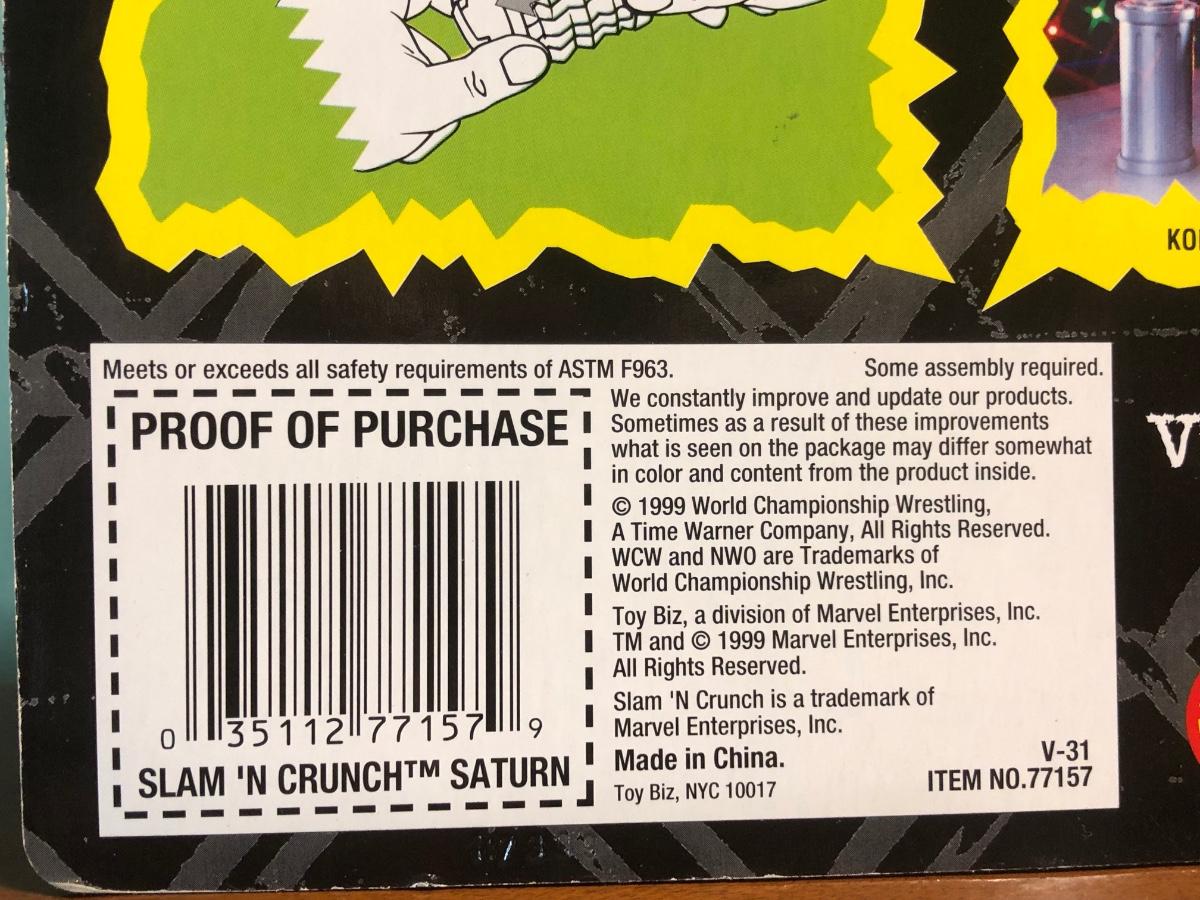 KO
V
Meets or exceeds all safety requirements of ASTM F963.
Some assembly required.
PROOF OF PURCHASE
0 35112 77157 9
SLAM 'N CRUNCH™ SATURN
We constantly improve and update our products.
Sometimes as a result of these improvements
what is seen on the package may differ somewhat
in color and content from the product inside.
© 1999 World Championship Wrestling,
A Time Warner Company, All Rights Reserved.
WCW and NWO are Trademarks of
World Championship Wrestling, Inc.
Toy Biz, a division of Marvel Enterprises, Inc.
TM and © 1999 Marvel Enterprises, Inc.
All Rights Reserved.
Slam 'N Crunch is a trademark of
Marvel Enterprises, Inc.
Made in China.
Toy Biz, NYC 10017
V-31
ITEM NO.77157